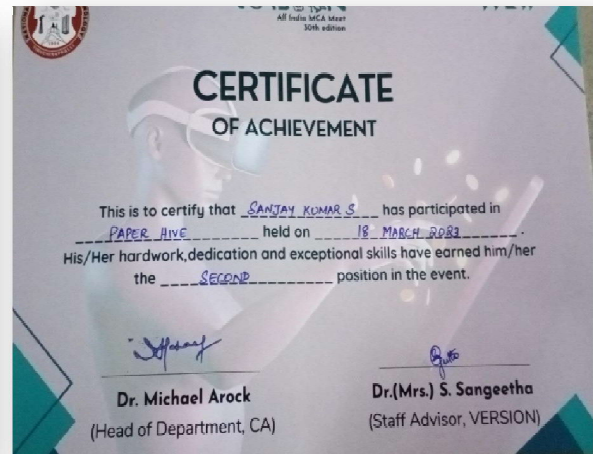 All India MCA Meet
30th edition
CERTIFICATE
OF ACHIEVEMENT
This is to certify that SANJAY KUMAR S has participated in
PAPER HIVE held on 18 MARCH 2023.
His/Her hardwork,dedication and exceptional skills have earned him/her
the SECOND position in the event.
Dr. Michael Arock
(Head of Department, CA)
Dr.(Mrs.) S. Sangeetha
(Staff Advisor, VERSION)